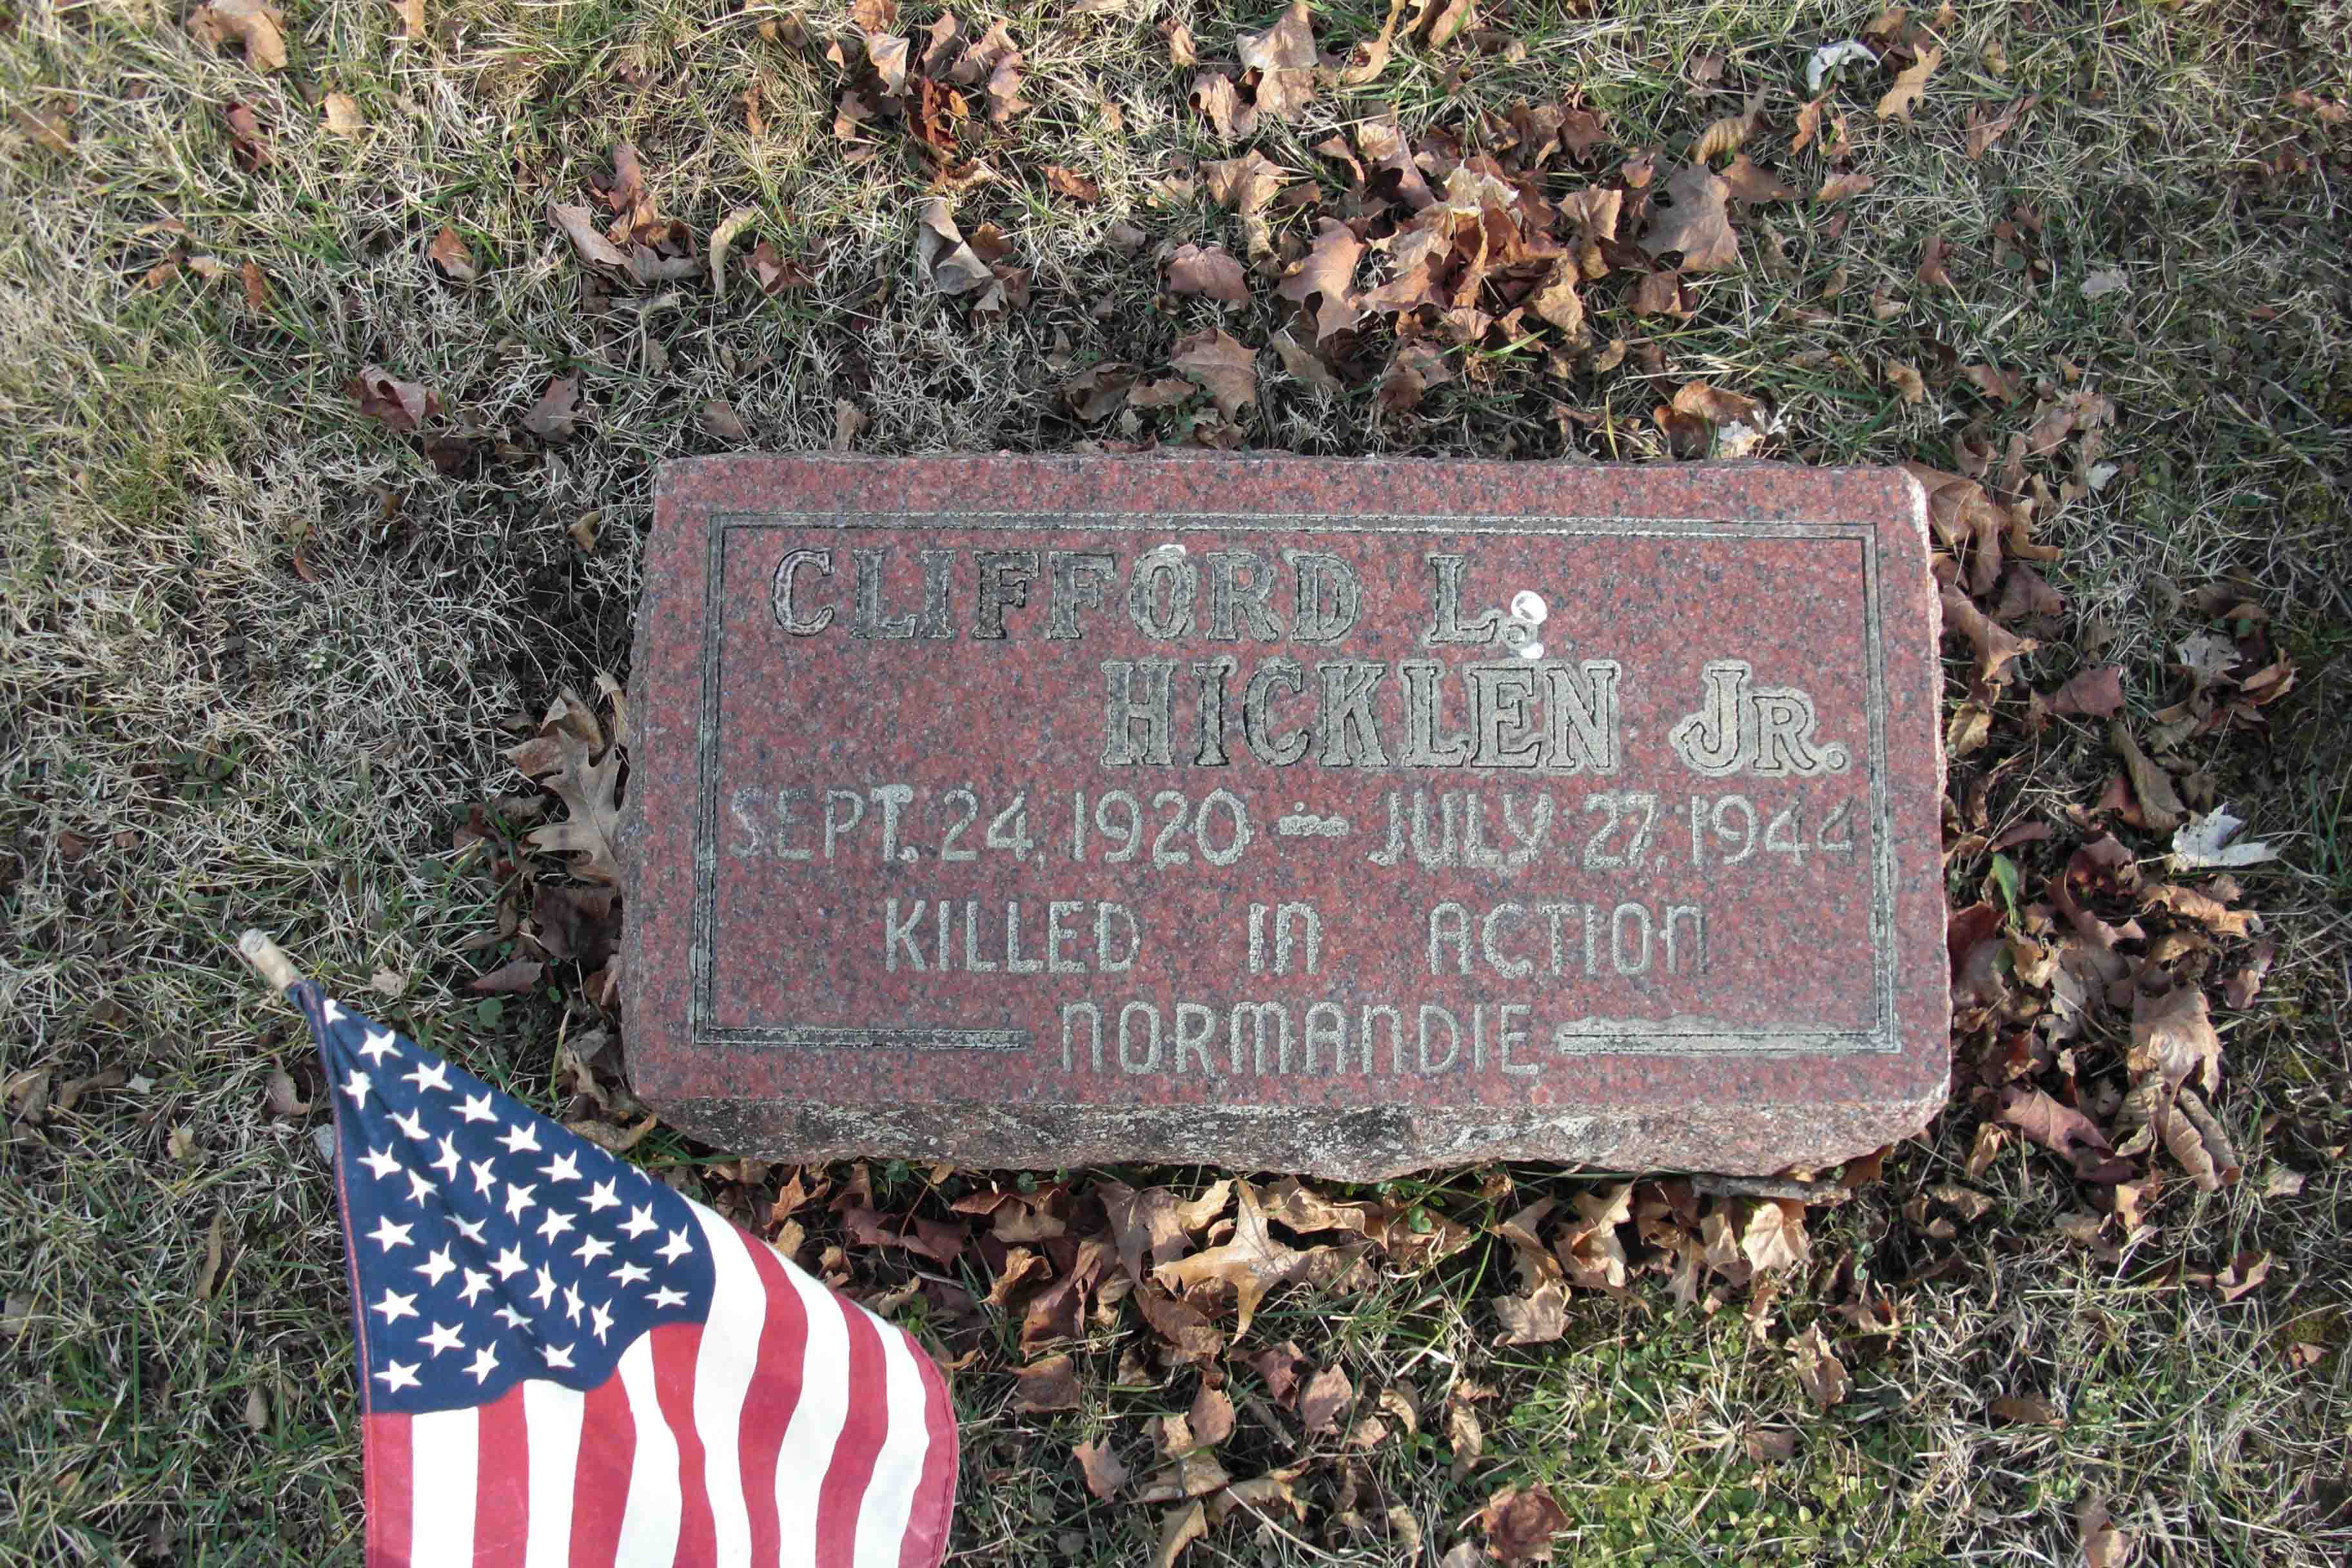 CLIFFORD L.
HICKLEN JR.
SEPT. 24, 1920 — JULY 27, 1944
KILLED IN ACTION
NORMANDIE